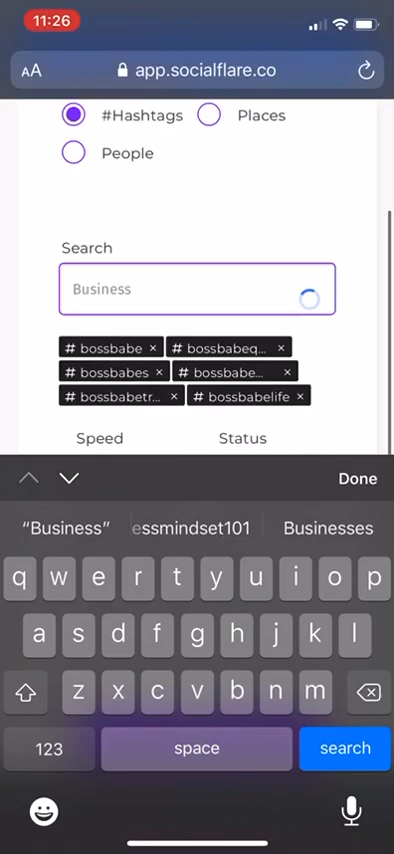 11:26
AA app.socialflare.co
#Hashtags Places
People
Search
Business
# bossbabe × # bossbabeq... ×
# bossbabes × # bossbabe... ×
# bossbabetr... × # bossbabelife ×
Speed Status
Done
“Business” essmindset101 Businesses
q w e r t y u i o p
a s d f g h j k l
z x c v b n m
123 space search